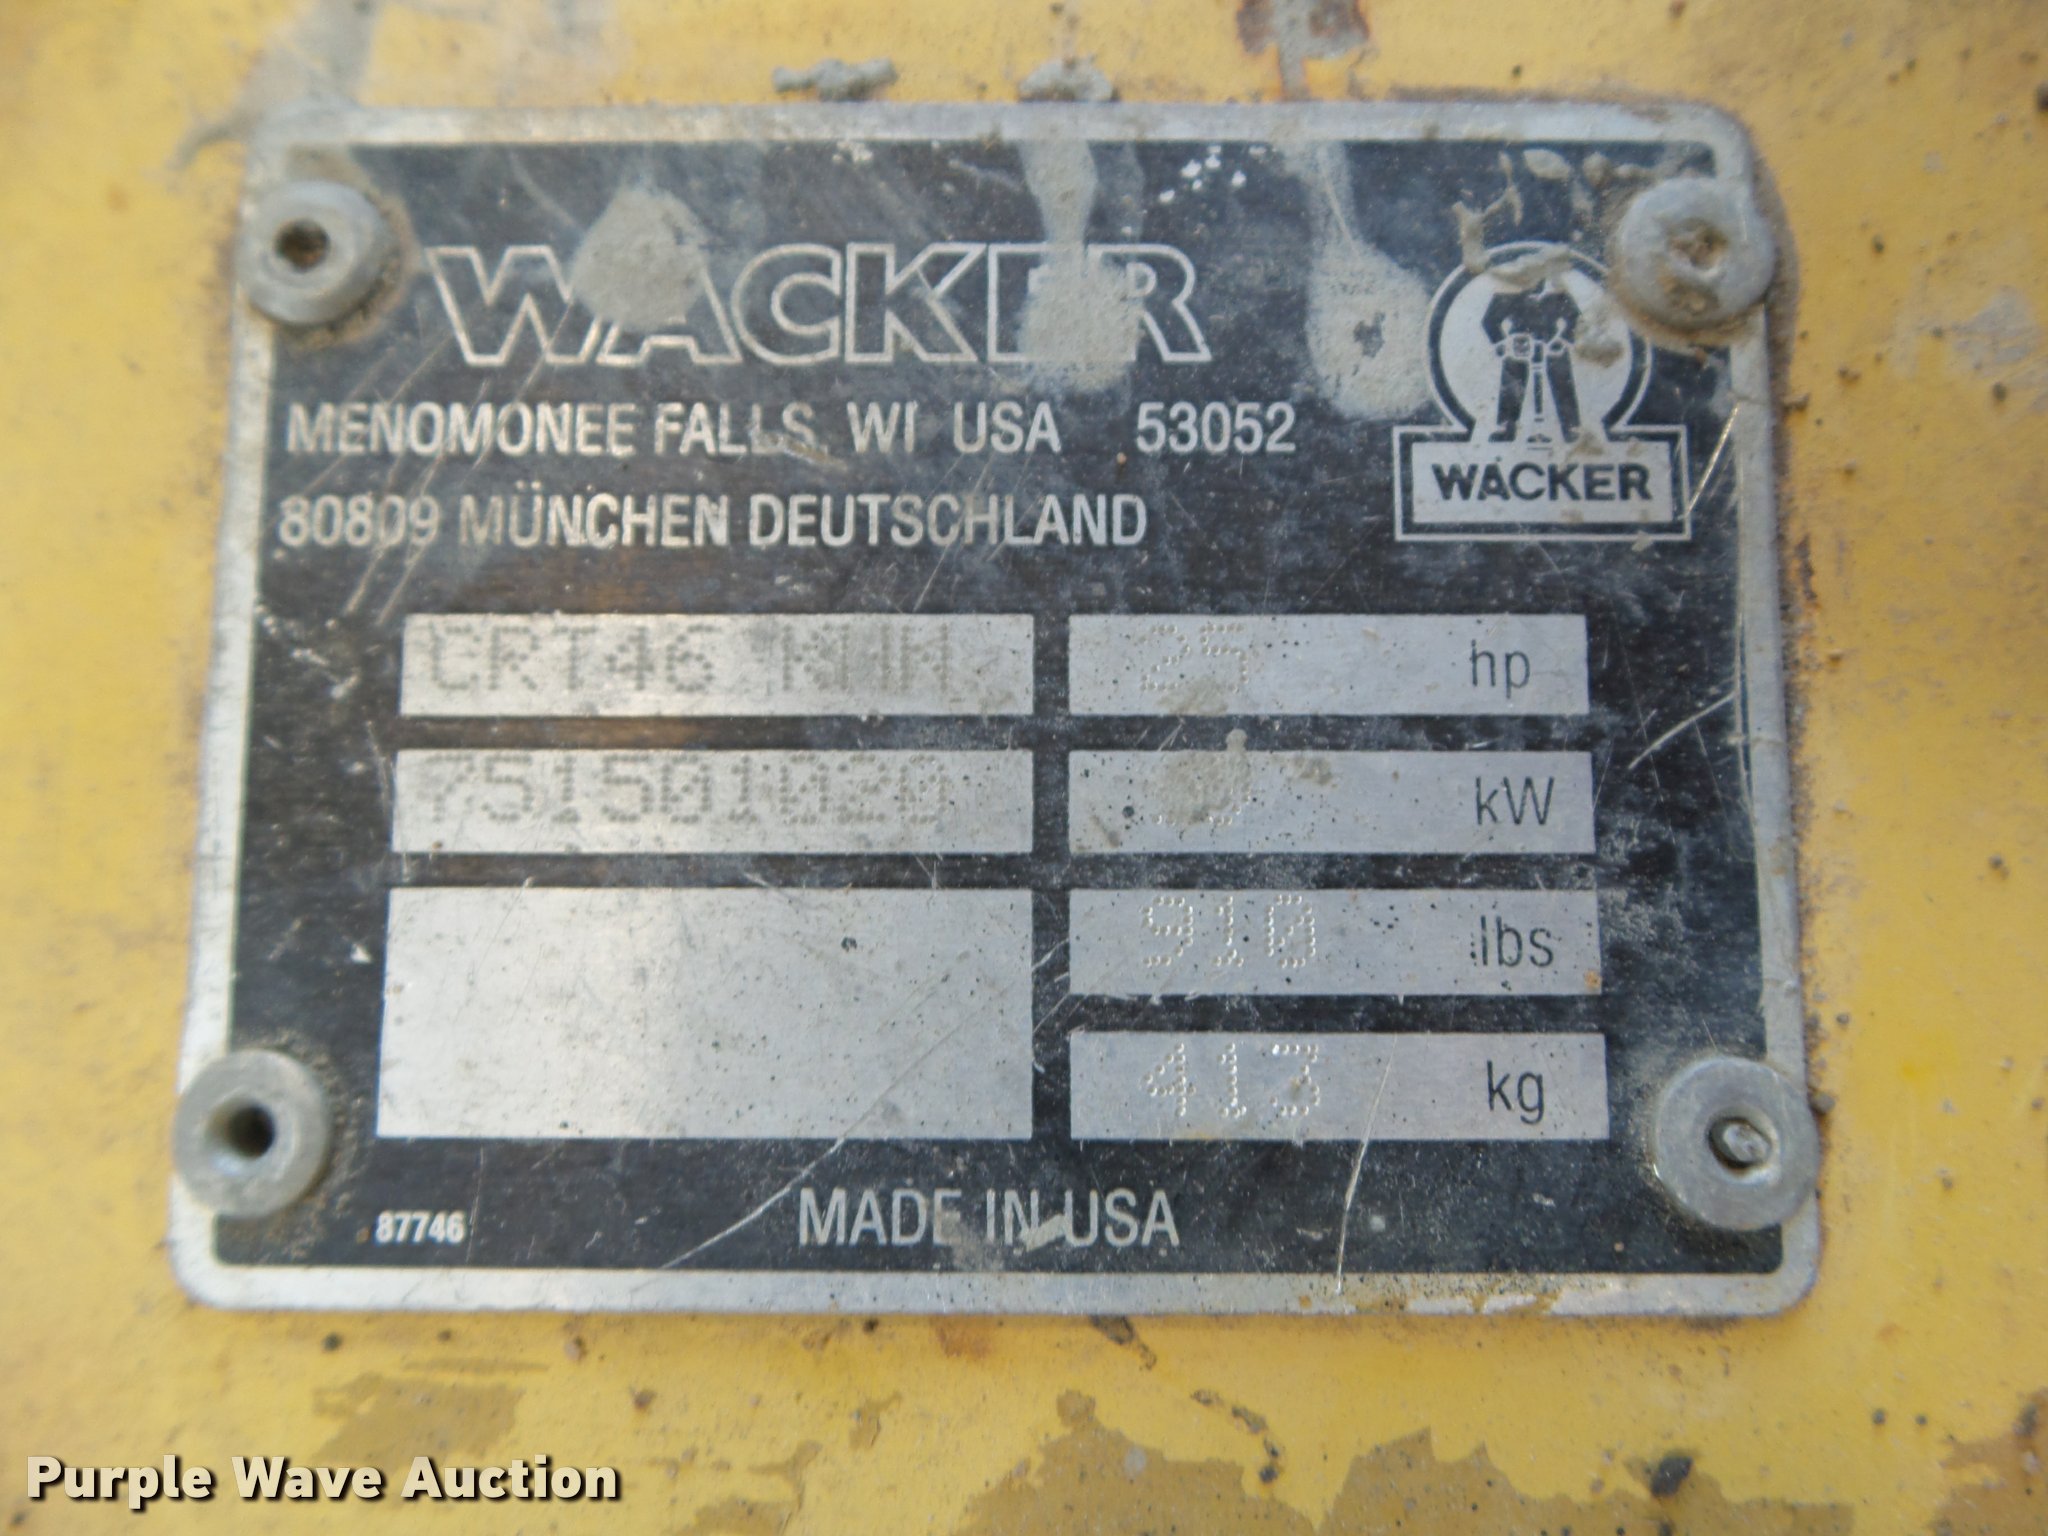 WACKER
MENOMONEE FALLS, WI USA 53052
80809 MÜNCHEN DEUTSCHLAND
WACKER
CRT46 25 hp
751501020 kW
910 lbs
413 kg
87746 MADE IN USA
Purple Wave Auction